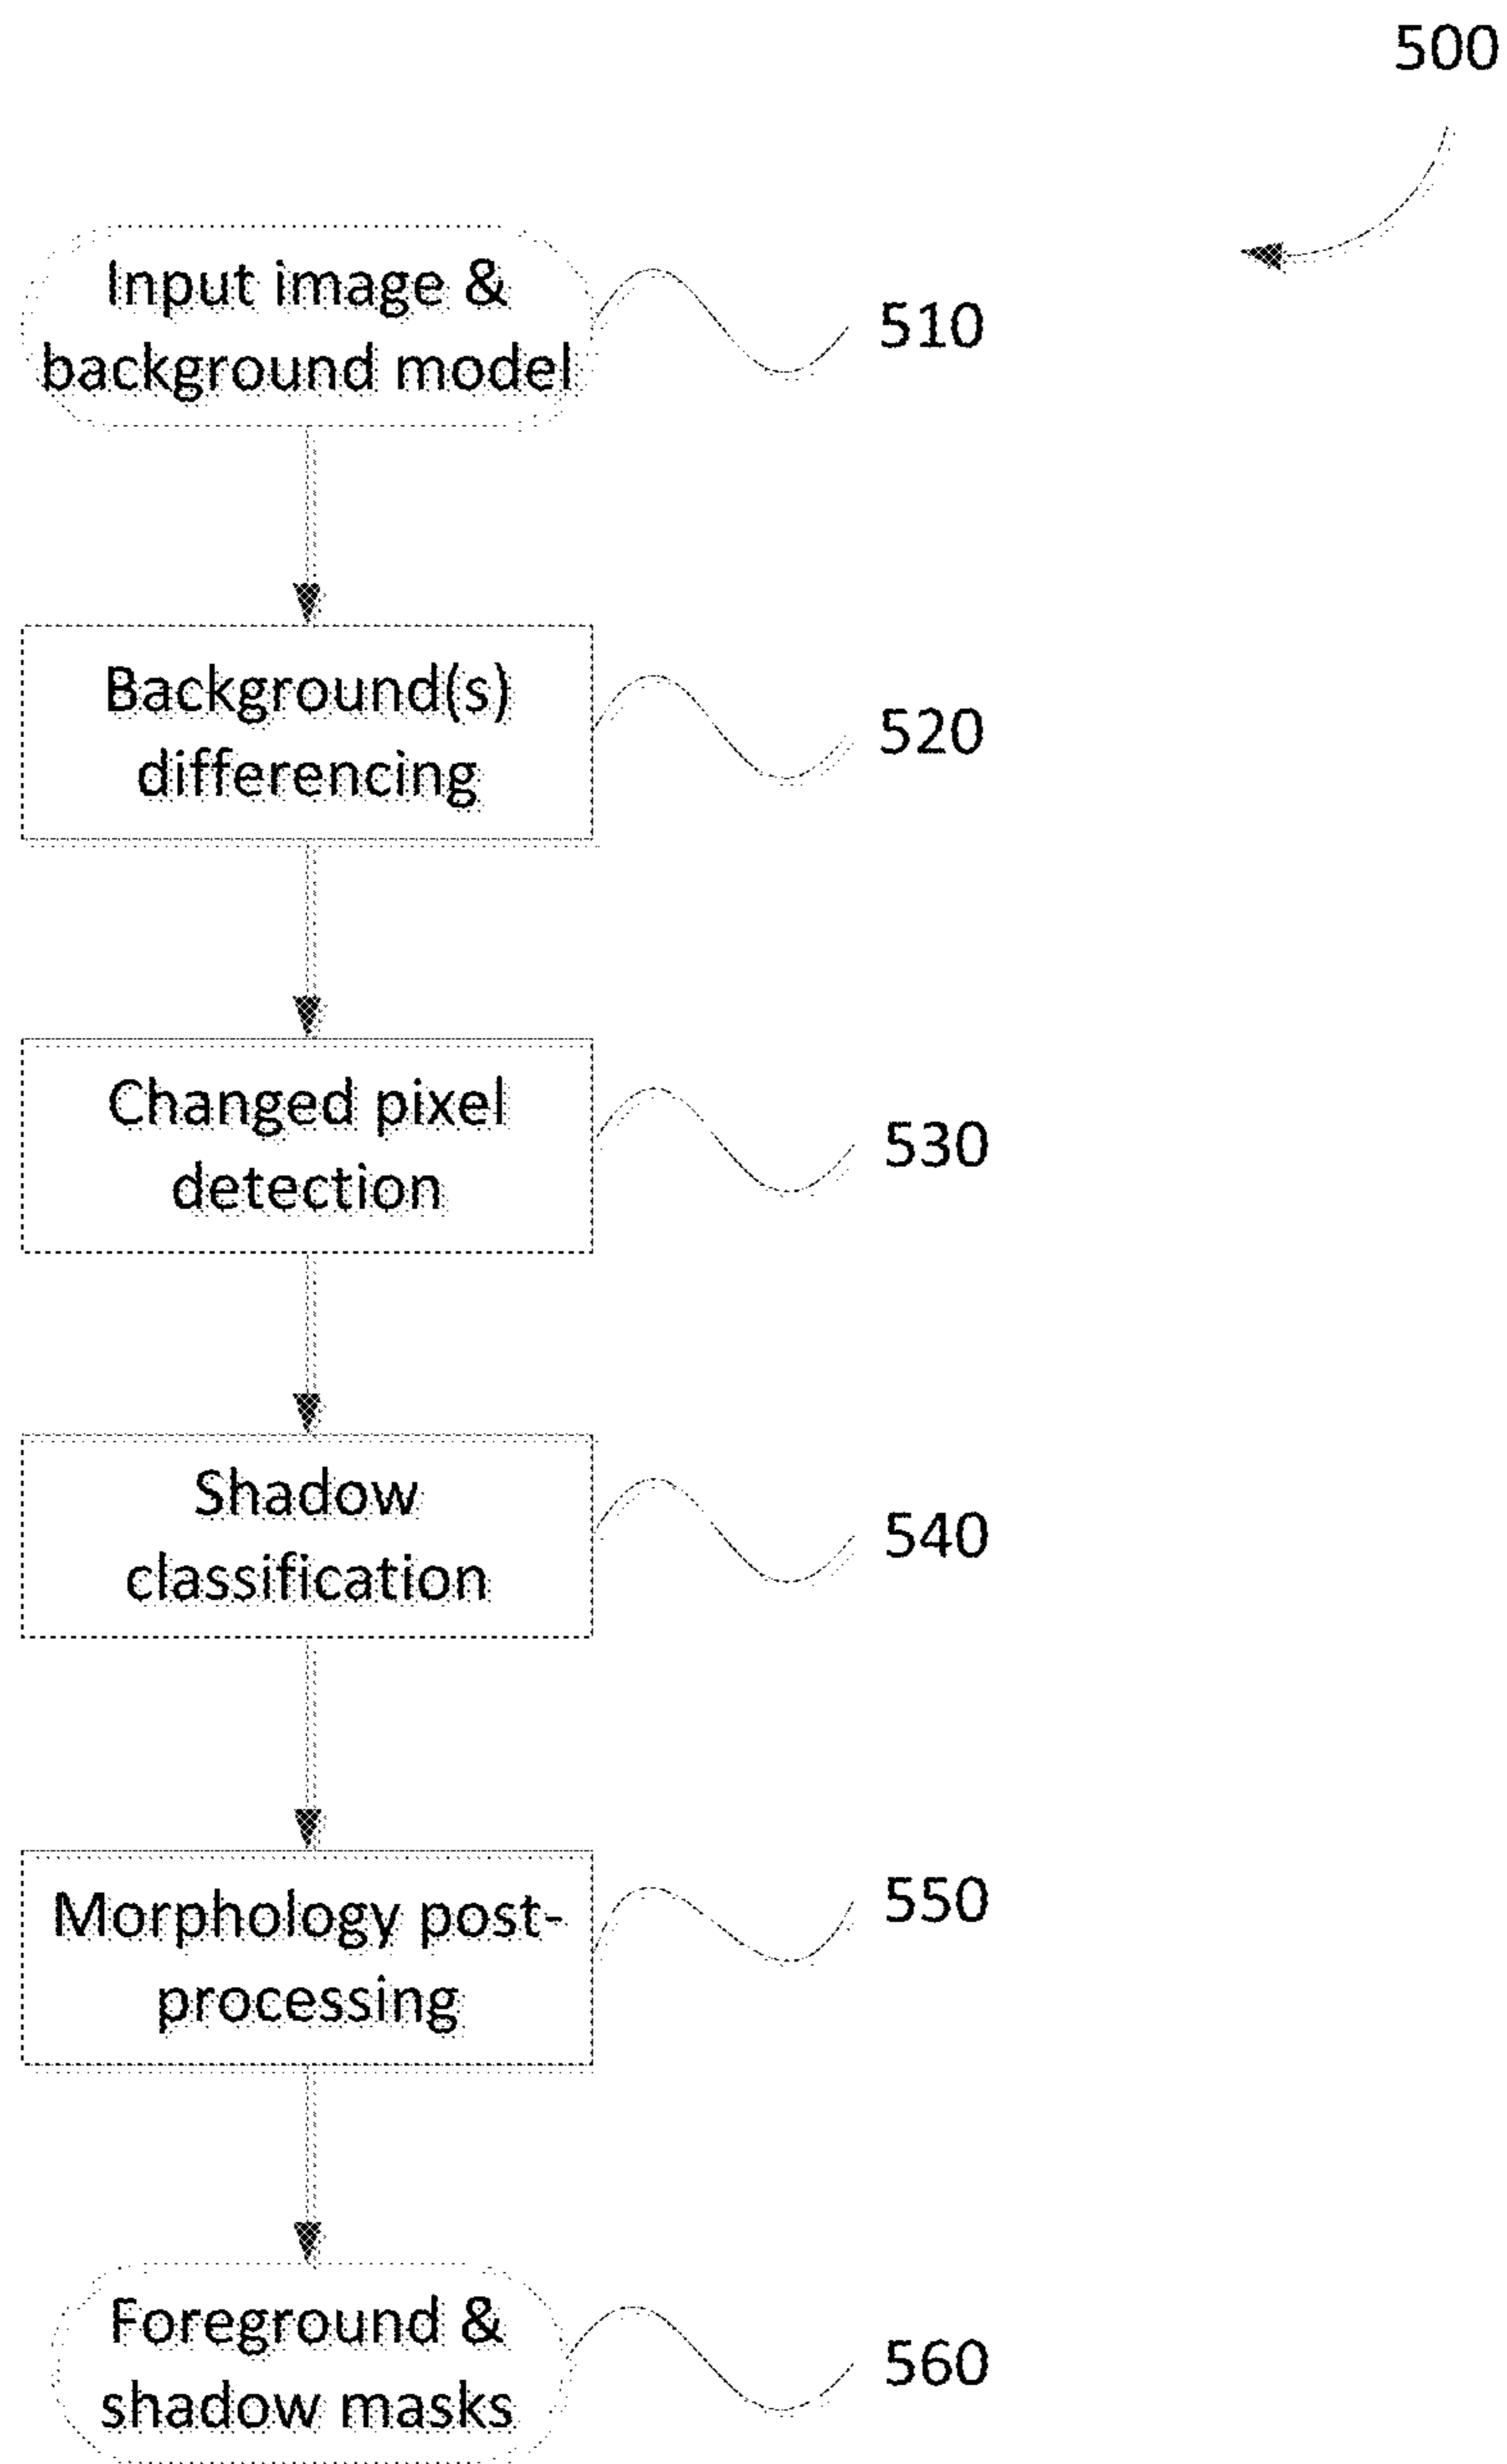 500
Input image &
background model
510
Background(s)
differencing
520
Changed pixel
detection
530
Shadow
classification
540
Morphology post-
processing
550
Foreground &
shadow masks
560